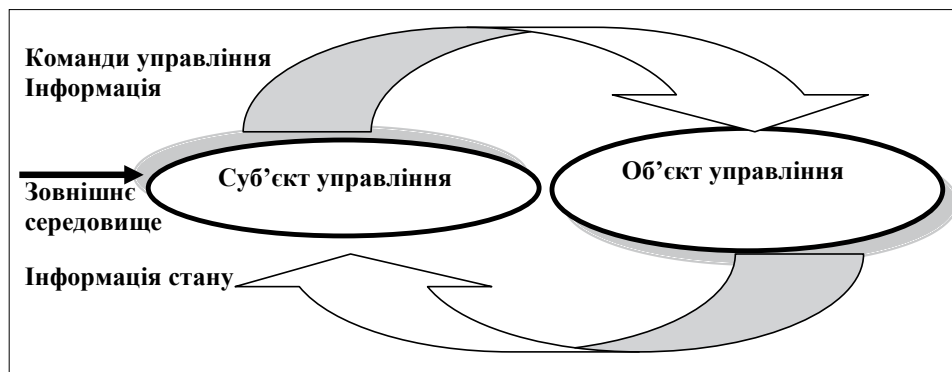 Команди управління
Інформація
Суб’єкт управління
Об’єкт управління
Зовнішнє
середовище
Інформація стану